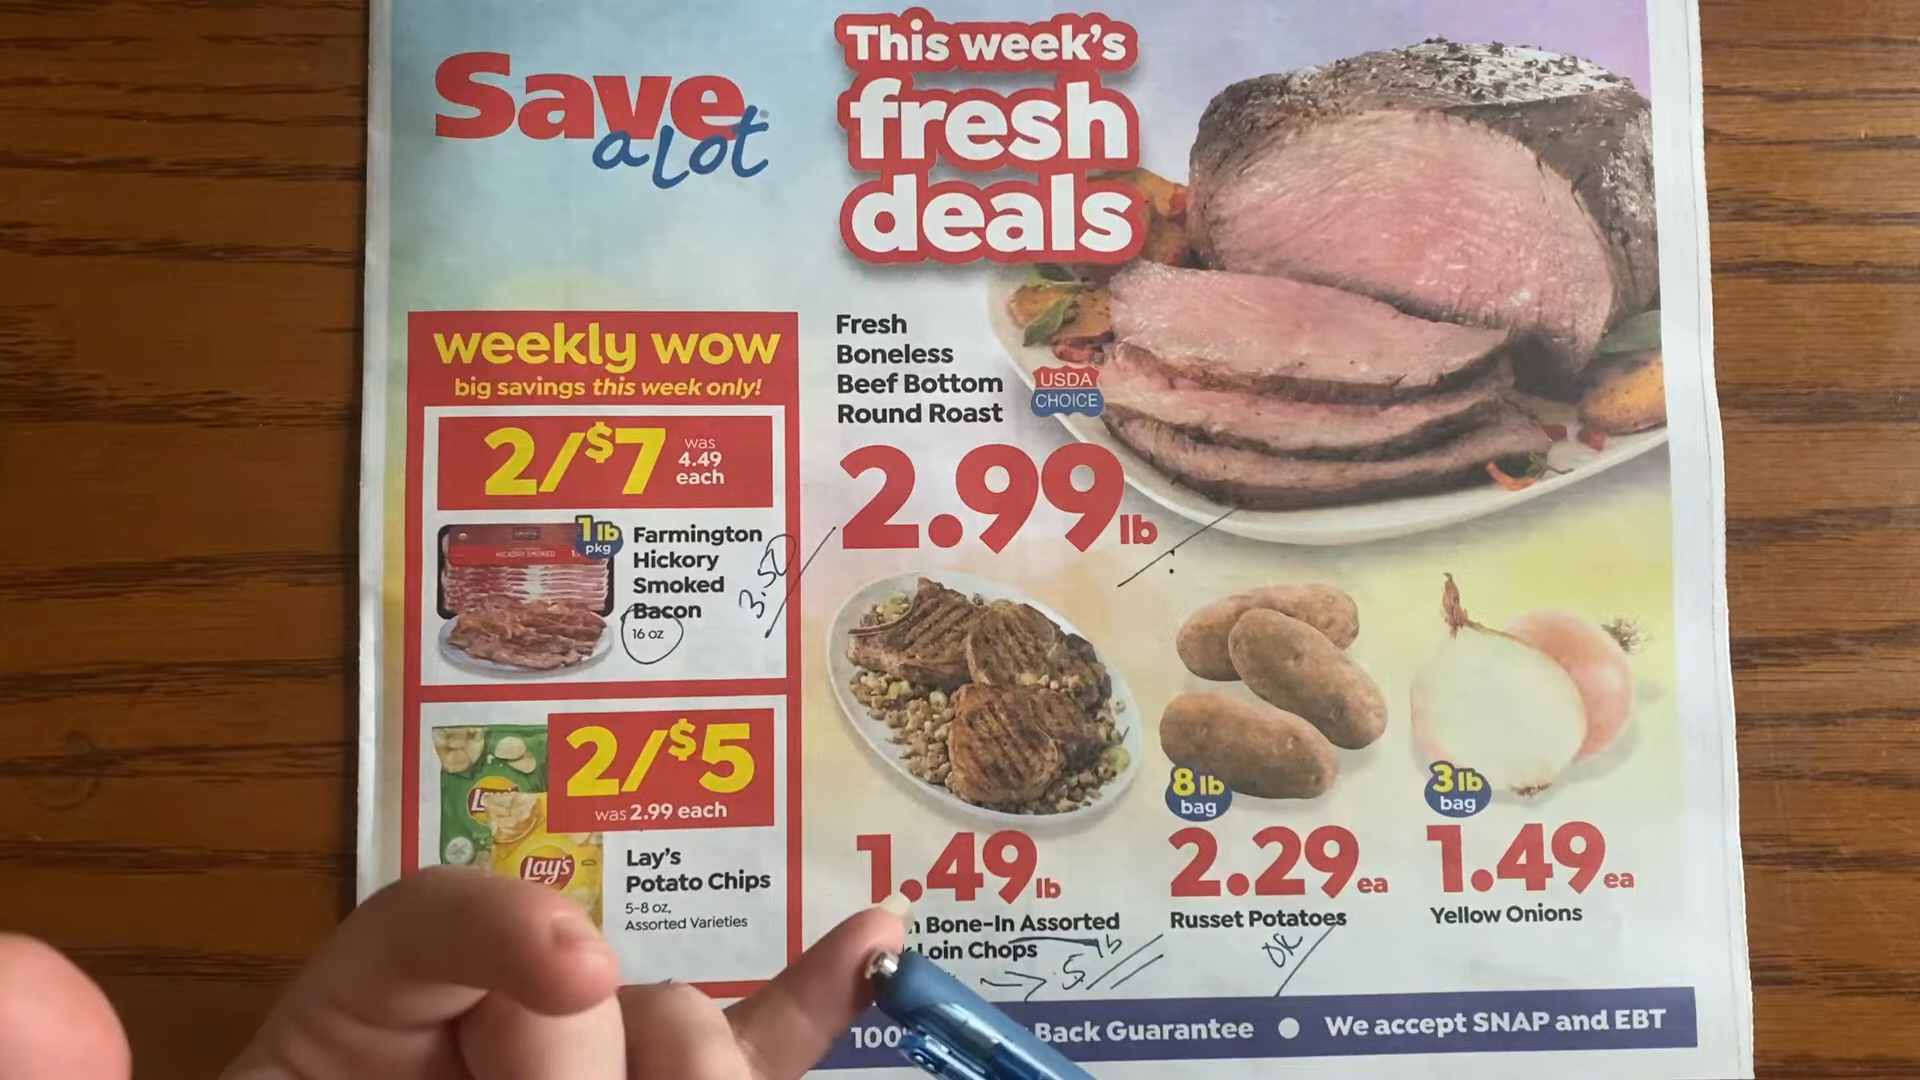 Save
a Lot
This week's
fresh
deals
weekly wow
big savings this week only!
2/$7
was
4.49
each
1 lb
pkg
Farmington
Hickory
Smoked
Bacon
16 oz
3.50
2/$5
was 2.99 each
Lay's
Lay's
Potato Chips
5-8 oz,
Assorted Varieties
Fresh
Boneless
Beef Bottom
Round Roast
USDA
CHOICE
2.99 lb
1.49 lb
Bone-In Assorted
Loin Chops
5 lb
8 lb
bag
2.29 ea
Russet Potatoes
OK
3 lb
bag
1.49 ea
Yellow Onions
Back Guarantee
We accept SNAP and EBT